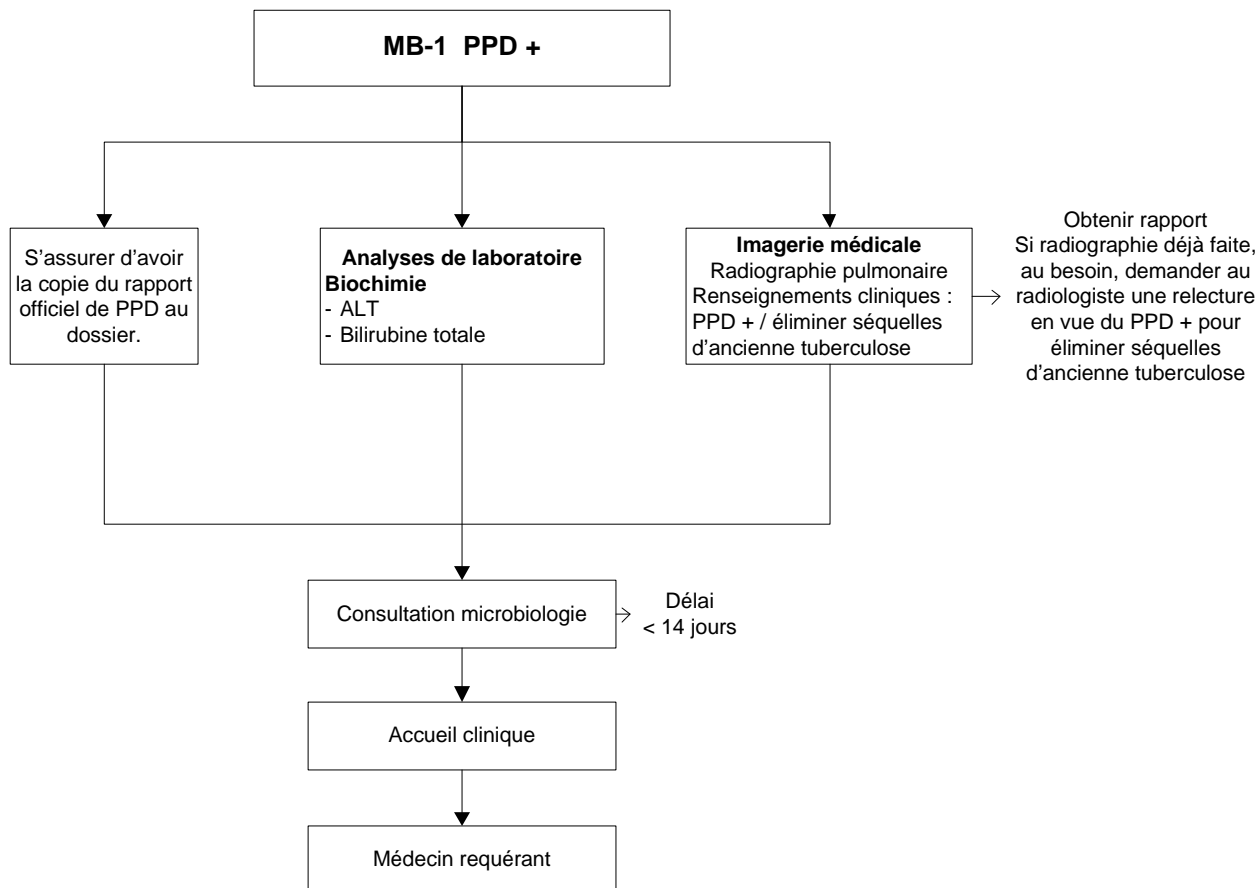 MB-1 PPD +
S’assurer d’avoir
la copie du rapport
officiel de PPD au
dossier.
Analyses de laboratoire
Biochimie
- ALT
- Bilirubine totale
Imagerie médicale
Radiographie pulmonaire
Renseignements cliniques :
PPD + / éliminer séquelles
d’ancienne tuberculose
Obtenir rapport
Si radiographie déjà faite,
au besoin, demander au
radiologiste une relecture
en vue du PPD + pour
éliminer séquelles
d’ancienne tuberculose
Consultation microbiologie
Délai
< 14 jours
Accueil clinique
Médecin requérant